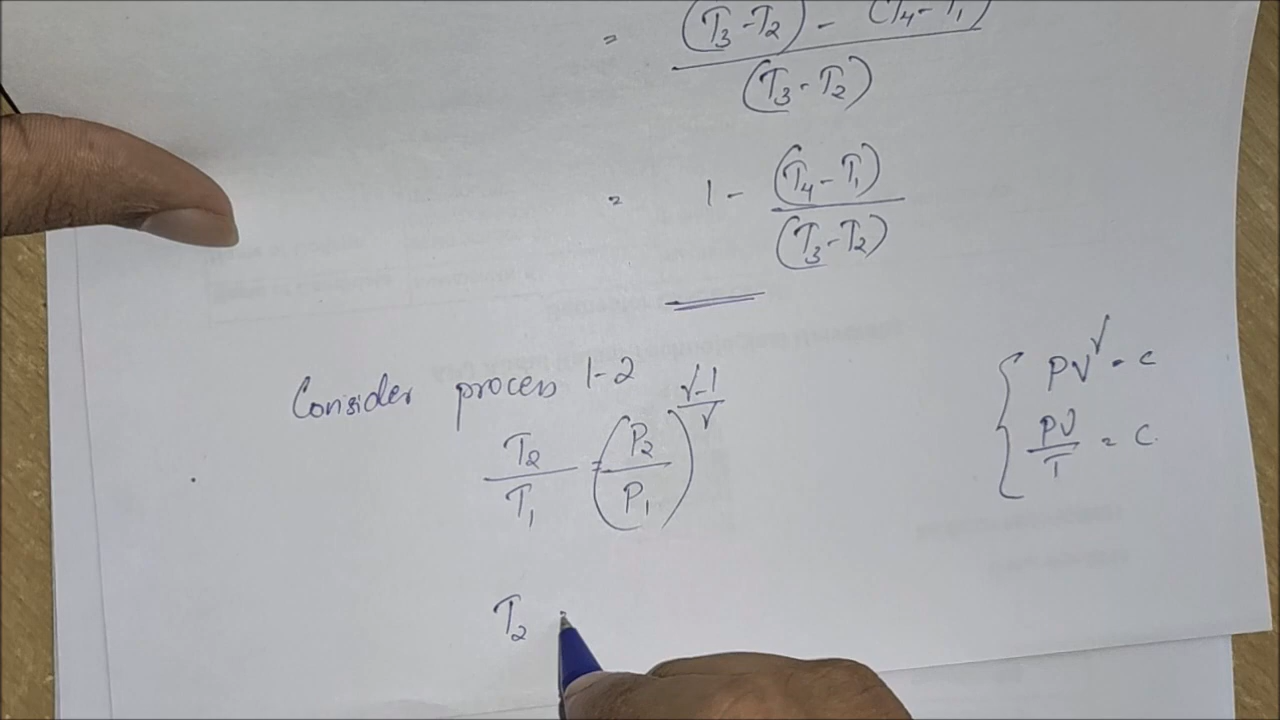 = (T₃-T₂) - (T₄-T₁)
(T₃-T₂)
= 1 - (T₄-T₁)
(T₃-T₂)
Consider process 1-2
T₂/T₁ = (P₂/P₁)^((γ-1)/γ)
PV^γ = C
PV/T = C.
T₂